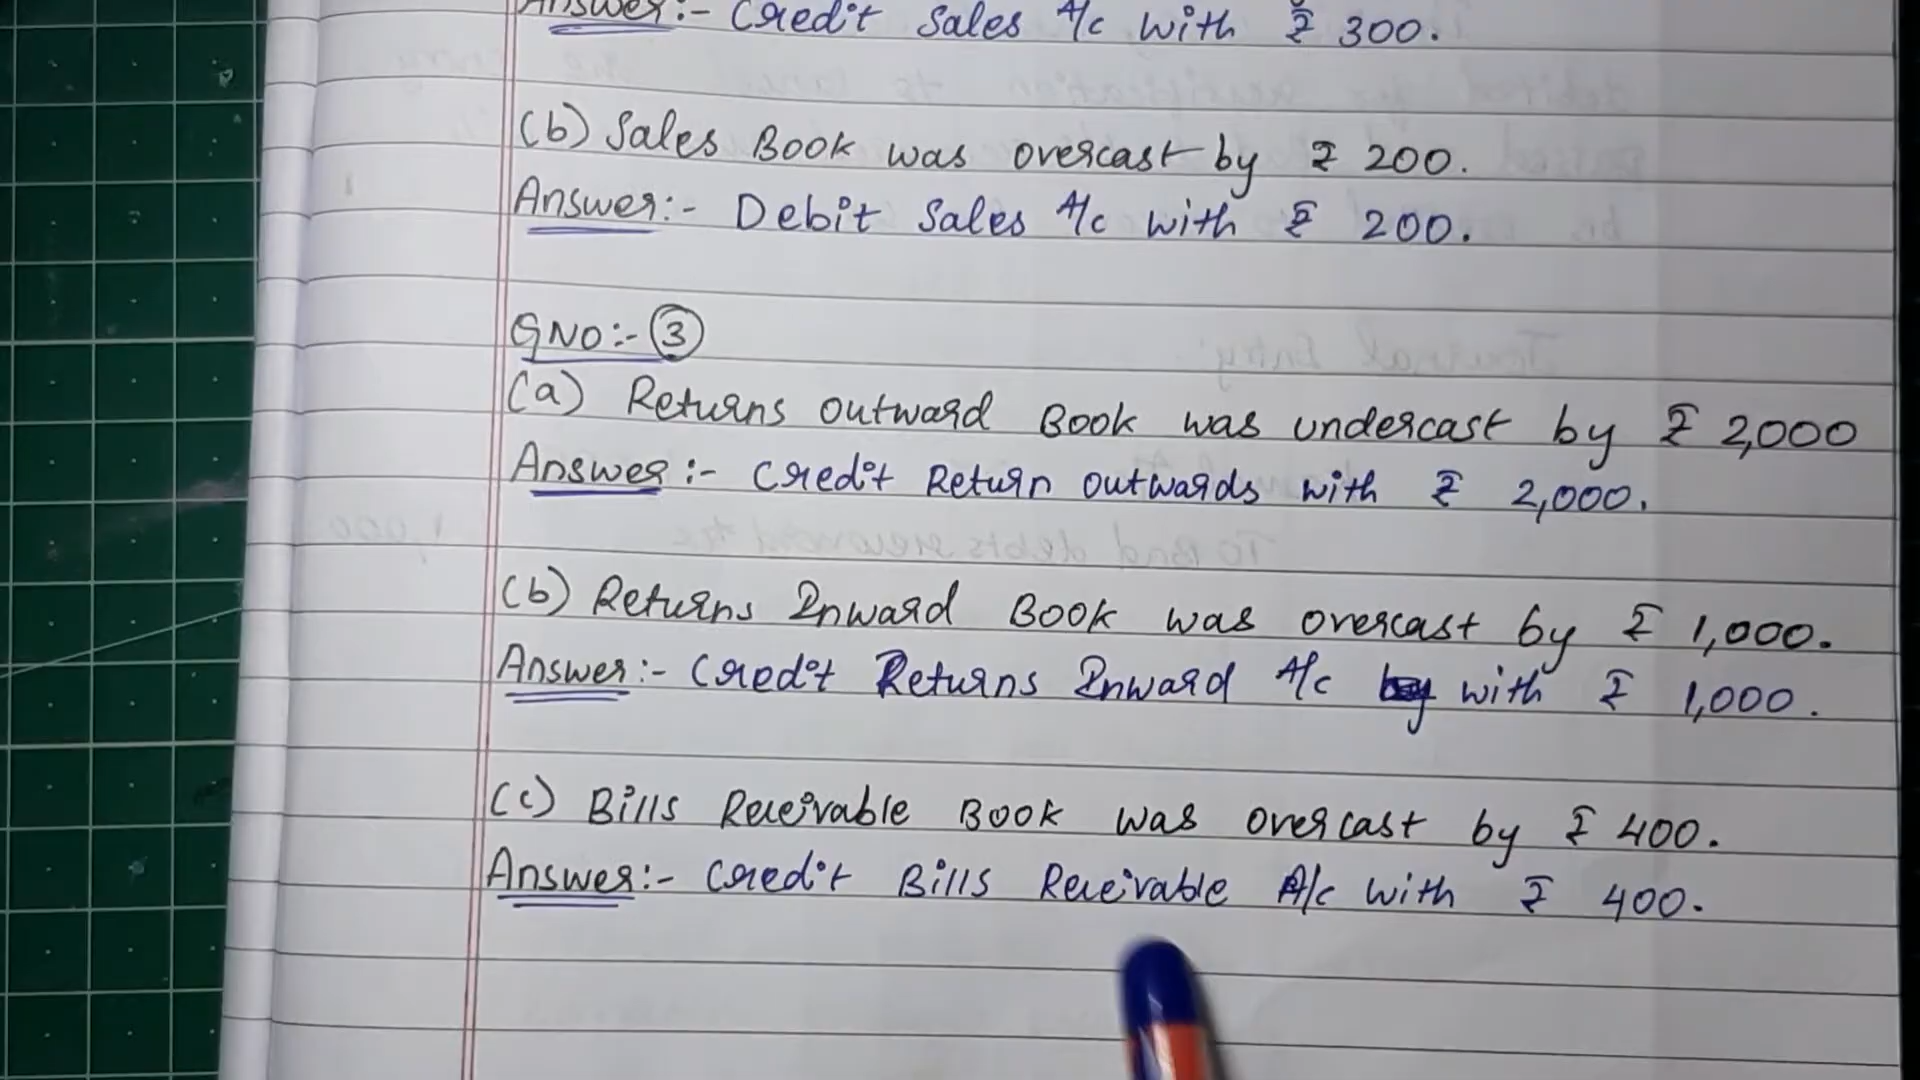 Answer:- Credit Sales A/c with ₹ 300.
(b) Sales Book was overcast by ₹ 200.
Answer:- Debit Sales A/c with ₹ 200.
QNO:- 3
(a) Returns outward Book was undercast by ₹ 2,000
Answer:- Credit Return outwards with ₹ 2,000.
(b) Returns Inward Book was overcast by ₹ 1,000.
Answer:- Credit Returns Inward A/c with ₹ 1,000.
(c) Bills Receivable Book was overcast by ₹ 400.
Answer:- Credit Bills Receivable A/c with ₹ 400.